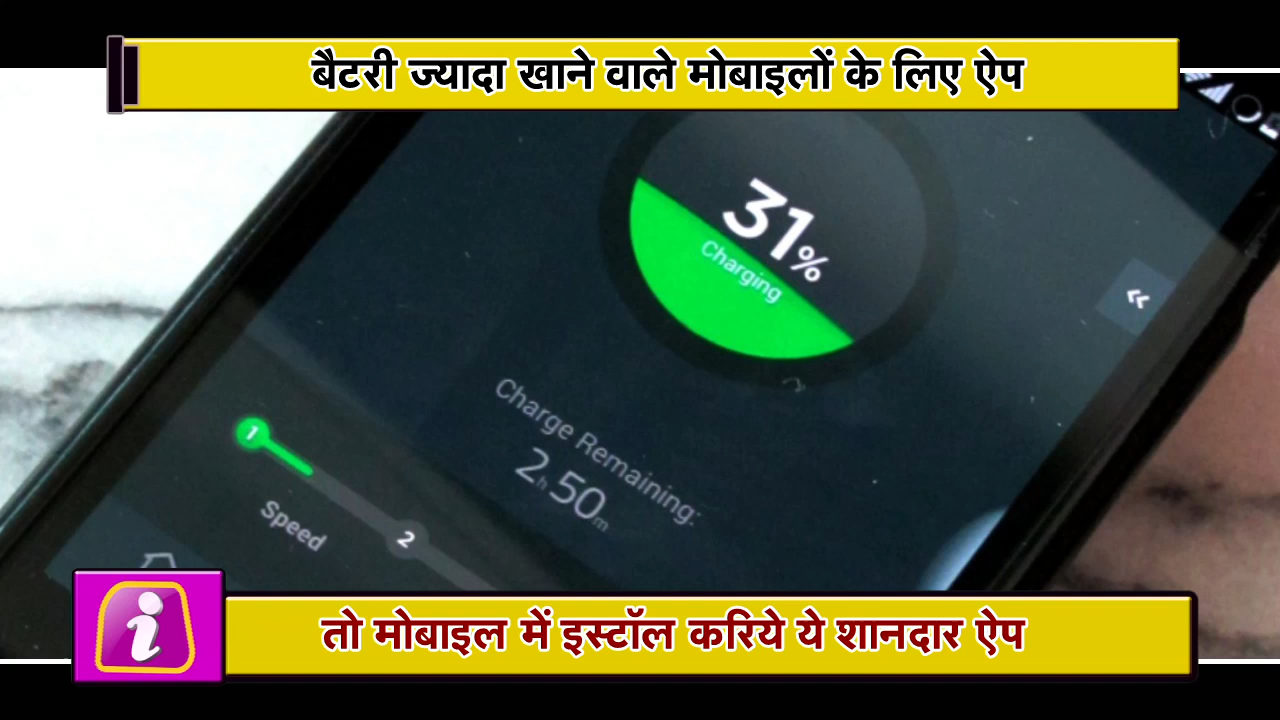 बैटरी ज्यादा खाने वाले मोबाइलों के लिए ऐप
31%
Charging
«
Charge Remaining:
2h 50m
1
2
Speed
i
तो मोबाइल में इस्टॉल करिये ये शानदार ऐप